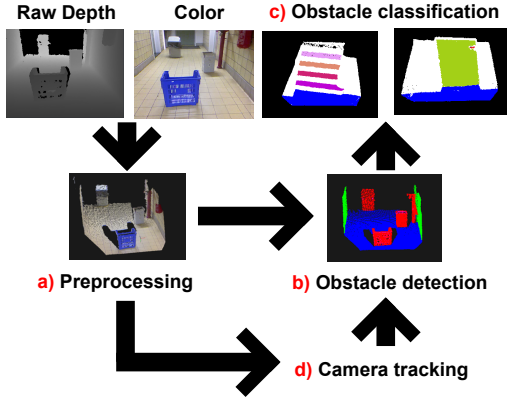 Raw Depth
Color
c) Obstacle classification
a) Preprocessing
b) Obstacle detection
d) Camera tracking